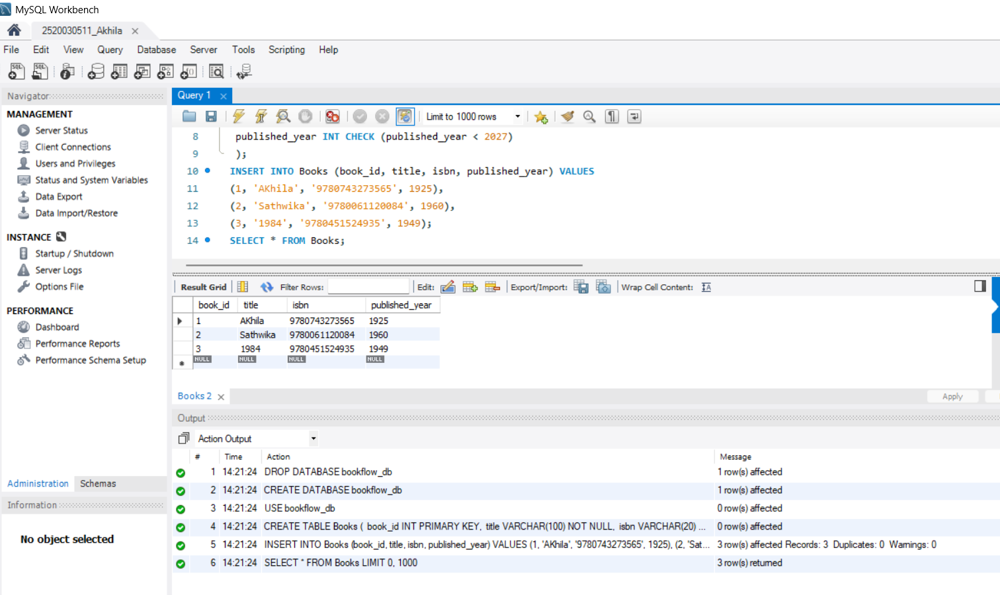 MySQL Workbench
2520030511_Akhila
File Edit View Query Database Server Tools Scripting Help
Navigator
MANAGEMENT
Server Status
Client Connections
Users and Privileges
Status and System Variables
Data Export
Data Import/Restore
INSTANCE
Startup / Shutdown
Server Logs
Options File
PERFORMANCE
Dashboard
Performance Reports
Performance Schema Setup
Administration Schemas
Information
No object selected
Query 1
Limit to 1000 rows
8 published_year INT CHECK (published_year < 2027)
9 );
10 INSERT INTO Books (book_id, title, isbn, published_year) VALUES
11 (1, 'AKhila', '9780743273565', 1925),
12 (2, 'Sathwika', '9780061120084', 1960),
13 (3, '1984', '9780451524935', 1949);
14 SELECT * FROM Books;
Result Grid Filter Rows: Edit: Export/Import: Wrap Cell Content:
book_id title isbn published_year
1 AKhila 9780743273565 1925
2 Sathwika 9780061120084 1960
3 1984 9780451524935 1949
NULL NULL NULL NULL
Books 2
Apply
Output
Action Output
# Time Action Message
1 14:21:24 DROP DATABASE bookflow_db 1 row(s) affected
2 14:21:24 CREATE DATABASE bookflow_db 1 row(s) affected
3 14:21:24 USE bookflow_db 0 row(s) affected
4 14:21:24 CREATE TABLE Books ( book_id INT PRIMARY KEY, title VARCHAR(100) NOT NULL, isbn VARCHAR(20) ... 0 row(s) affected
5 14:21:24 INSERT INTO Books (book_id, title, isbn, published_year) VALUES (1, 'AKhila', '9780743273565', 1925), (2, 'Sat... 3 row(s) affected Records: 3 Duplicates: 0 Warnings: 0
6 14:21:24 SELECT * FROM Books LIMIT 0, 1000 3 row(s) returned